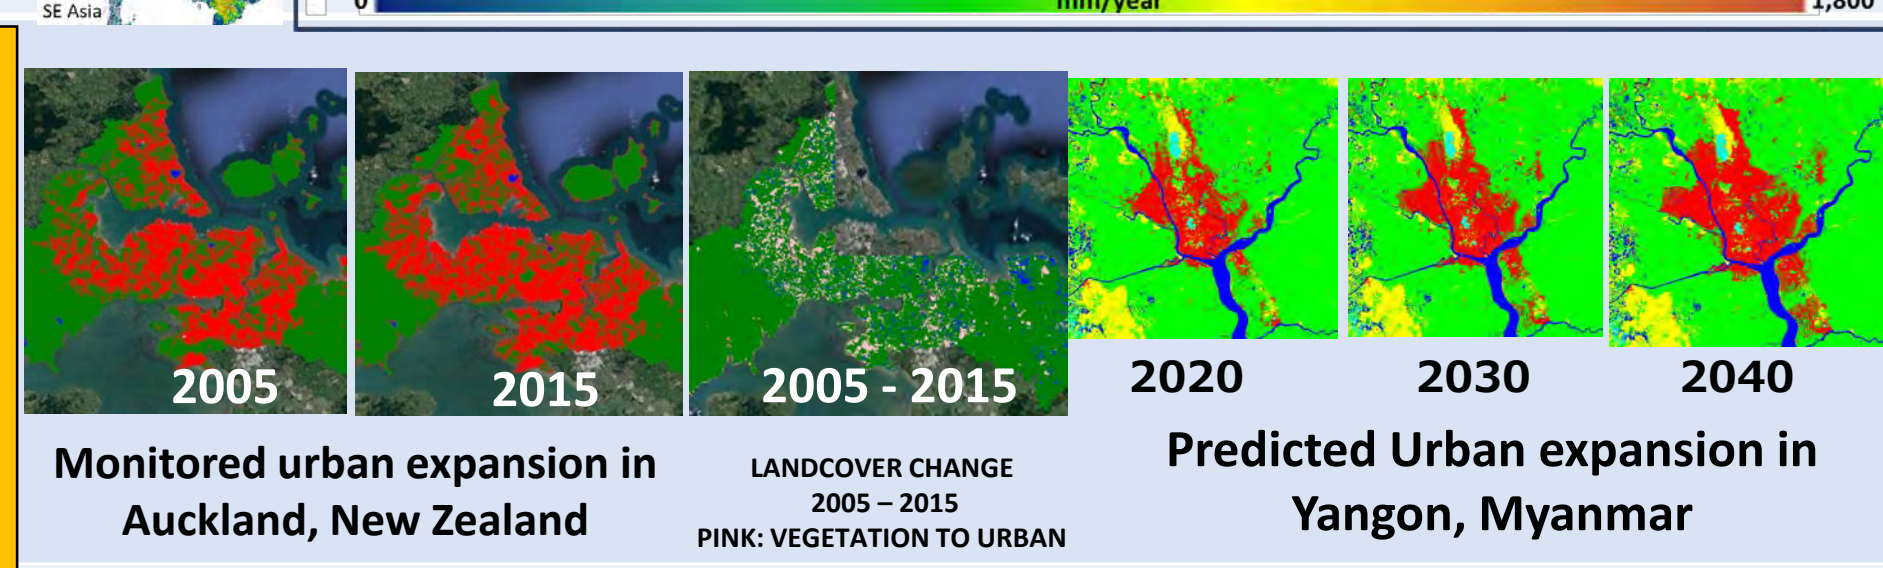 SE Asia
0
mm/year
1,800
2005
2015
2005 - 2015
2020
2030
2040
Monitored urban expansion in
Auckland, New Zealand
LANDCOVER CHANGE
2005 – 2015
PINK: VEGETATION TO URBAN
Predicted Urban expansion in
Yangon, Myanmar